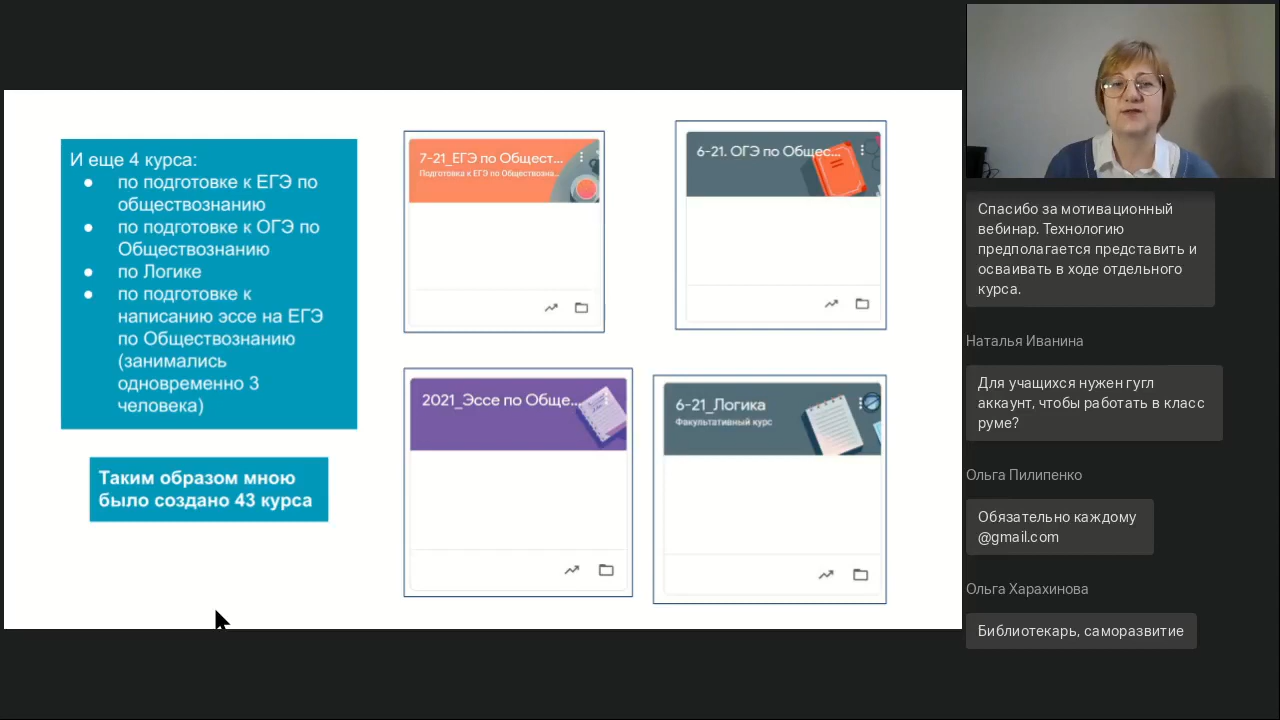 И еще 4 курса:
● по подготовке к ЕГЭ по
обществознанию
● по подготовке к ОГЭ по
Обществознанию
● по Логике
● по подготовке к
написанию эссе на ЕГЭ
по Обществознанию
(занимались
одновременно 3
человека)
Таким образом мною
было создано 43 курса
7-21_ЕГЭ по Общест...
Подготовка к ЕГЭ по Обществозна...
6-21. ОГЭ по Общес...
2021_Эссе по Обще...
6-21_Логика
Факультативный курс
Спасибо за мотивационный
вебинар. Технологию
предполагается представить и
осваивать в ходе отдельного
курса.
Наталья Иванина
Для учащихся нужен гугл
аккаунт, чтобы работать в класс
руме?
Ольга Пилипенко
Обязательно каждому
@gmail.com
Ольга Харахинова
Библиотекарь, саморазвитие